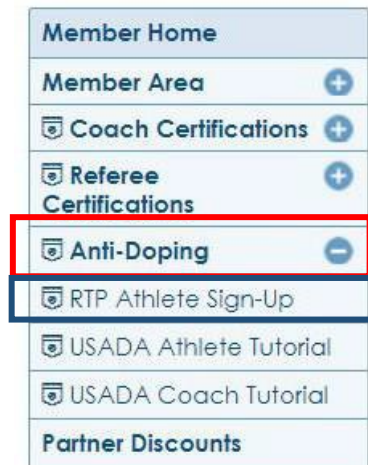 Member Home
Member Area
Coach Certifications
Referee
Certifications
Anti-Doping
RTP Athlete Sign-Up
USADA Athlete Tutorial
USADA Coach Tutorial
Partner Discounts